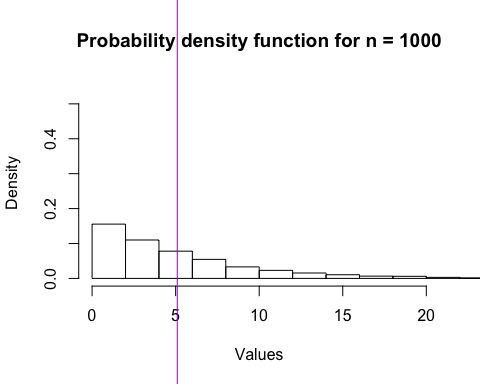 Probability density function for n = 1000
Density
0.4
0.2
0.0
0 5 10 15 20
Values